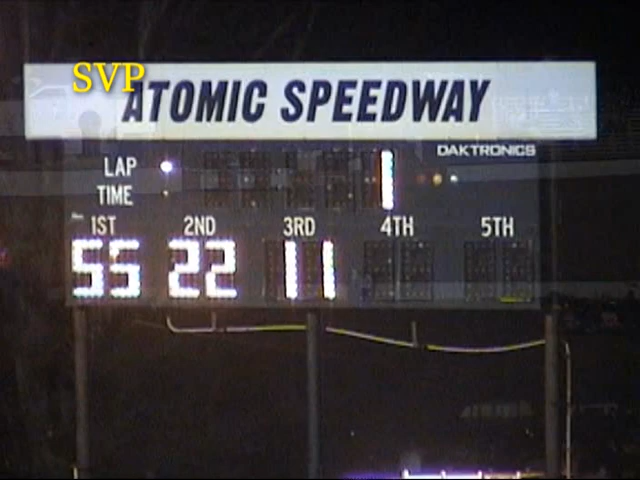 SVP
ATOMIC SPEEDWAY
DAKTRONICS
LAP 1
TIME
1ST 2ND 3RD 4TH 5TH
55 22 11